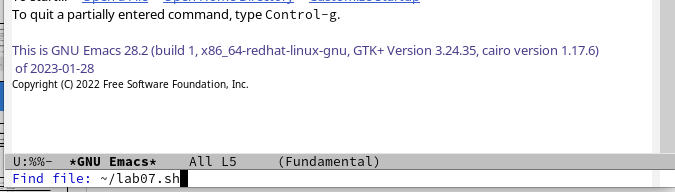 To quit a partially entered command, type Control-g.
This is GNU Emacs 28.2 (build 1, x86_64-redhat-linux-gnu, GTK+ Version 3.24.35, cairo version 1.17.6)
of 2023-01-28
Copyright (C) 2022 Free Software Foundation, Inc.
U:%%-  *GNU Emacs*    All L5     (Fundamental)
Find file: ~/lab07.sh